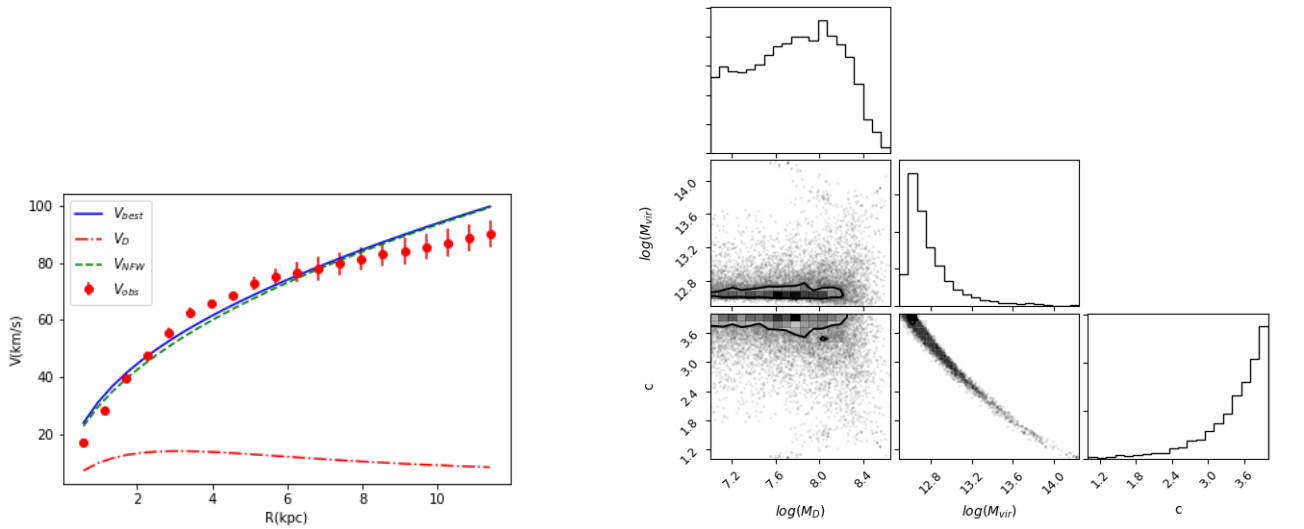 100
80
60
40
20
V(km/s)
V_best
V_D
V_NFW
V_obs
2 4 6 8 10
R(kpc)
14.0
13.6
13.2
12.8
log(M_vir)
3.6
3.0
2.4
1.8
1.2
c
7.2 7.6 8.0 8.4
log(M_D)
12.8 13.2 13.6 14.0
log(M_vir)
1.2 1.8 2.4 3.0 3.6
c